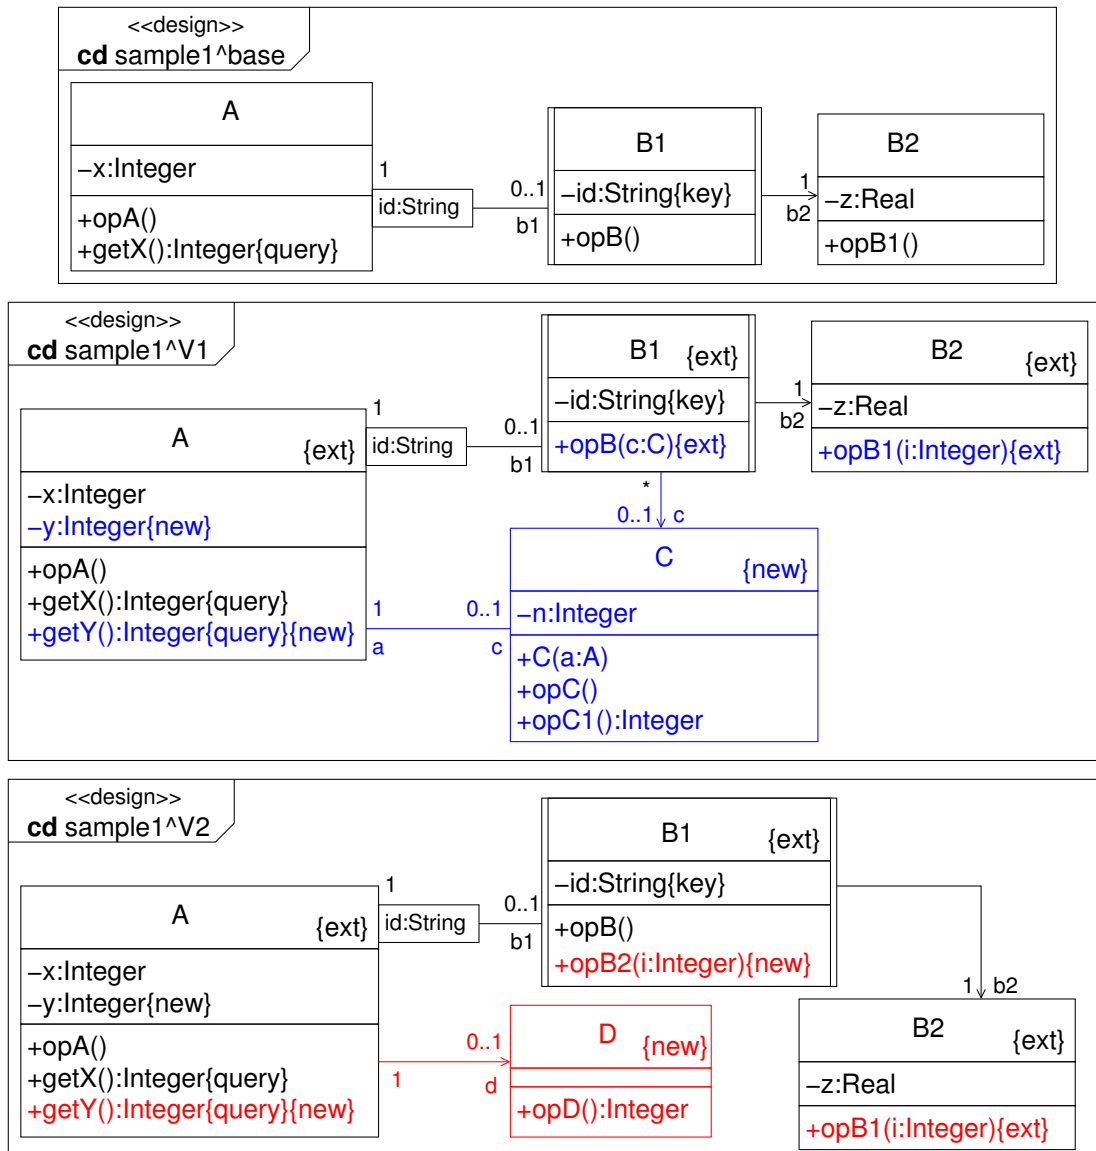 <<design>>
cd sample1^base
A
−x:Integer
+opA()
+getX():Integer{query}
1
id:String
0..1
b1
B1
−id:String{key}
+opB()
1
b2
B2
−z:Real
+opB1()
<<design>>
cd sample1^V1
A
{ext}
−x:Integer
−y:Integer{new}
+opA()
+getX():Integer{query}
+getY():Integer{query}{new}
1
id:String
0..1
b1
B1
{ext}
−id:String{key}
+opB(c:C){ext}
1
b2
B2
{ext}
−z:Real
+opB1(i:Integer){ext}
*
0..1 c
1
a
0..1
c
C
{new}
−n:Integer
+C(a:A)
+opC()
+opC1():Integer
<<design>>
cd sample1^V2
A
{ext}
−x:Integer
−y:Integer{new}
+opA()
+getX():Integer{query}
+getY():Integer{query}{new}
1
id:String
0..1
b1
B1
{ext}
−id:String{key}
+opB()
+opB2(i:Integer){new}
1 b2
B2
{ext}
−z:Real
+opB1(i:Integer){ext}
1
0..1
d
D
{new}
+opD():Integer